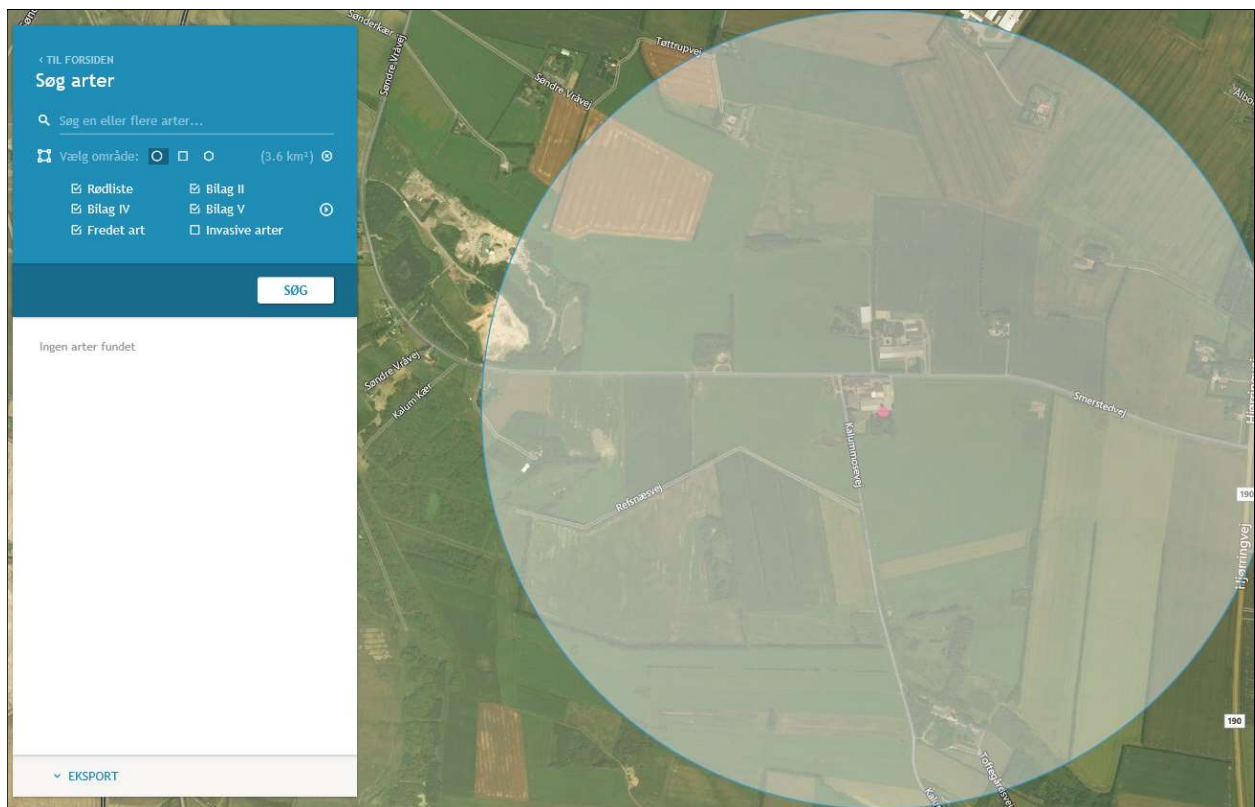 ‹ TIL FORSIDEN
Søg arter
Søg en eller flere arter...
Vælg område: (3.6 km²)
Rødliste Bilag II
Bilag IV Bilag V
Fredet art Invasive arter
SØG
Ingen arter fundet
EKSPORT
Sønderkær
Søndre Vråvej
Tøttrupvej
Søndre Vråvej
Søndre Vråvej
Kalum Kær
Smerstedvej
Kalummosevej
Refsnæsvej
190
Hjørringvej
190
Toftegårdsvej